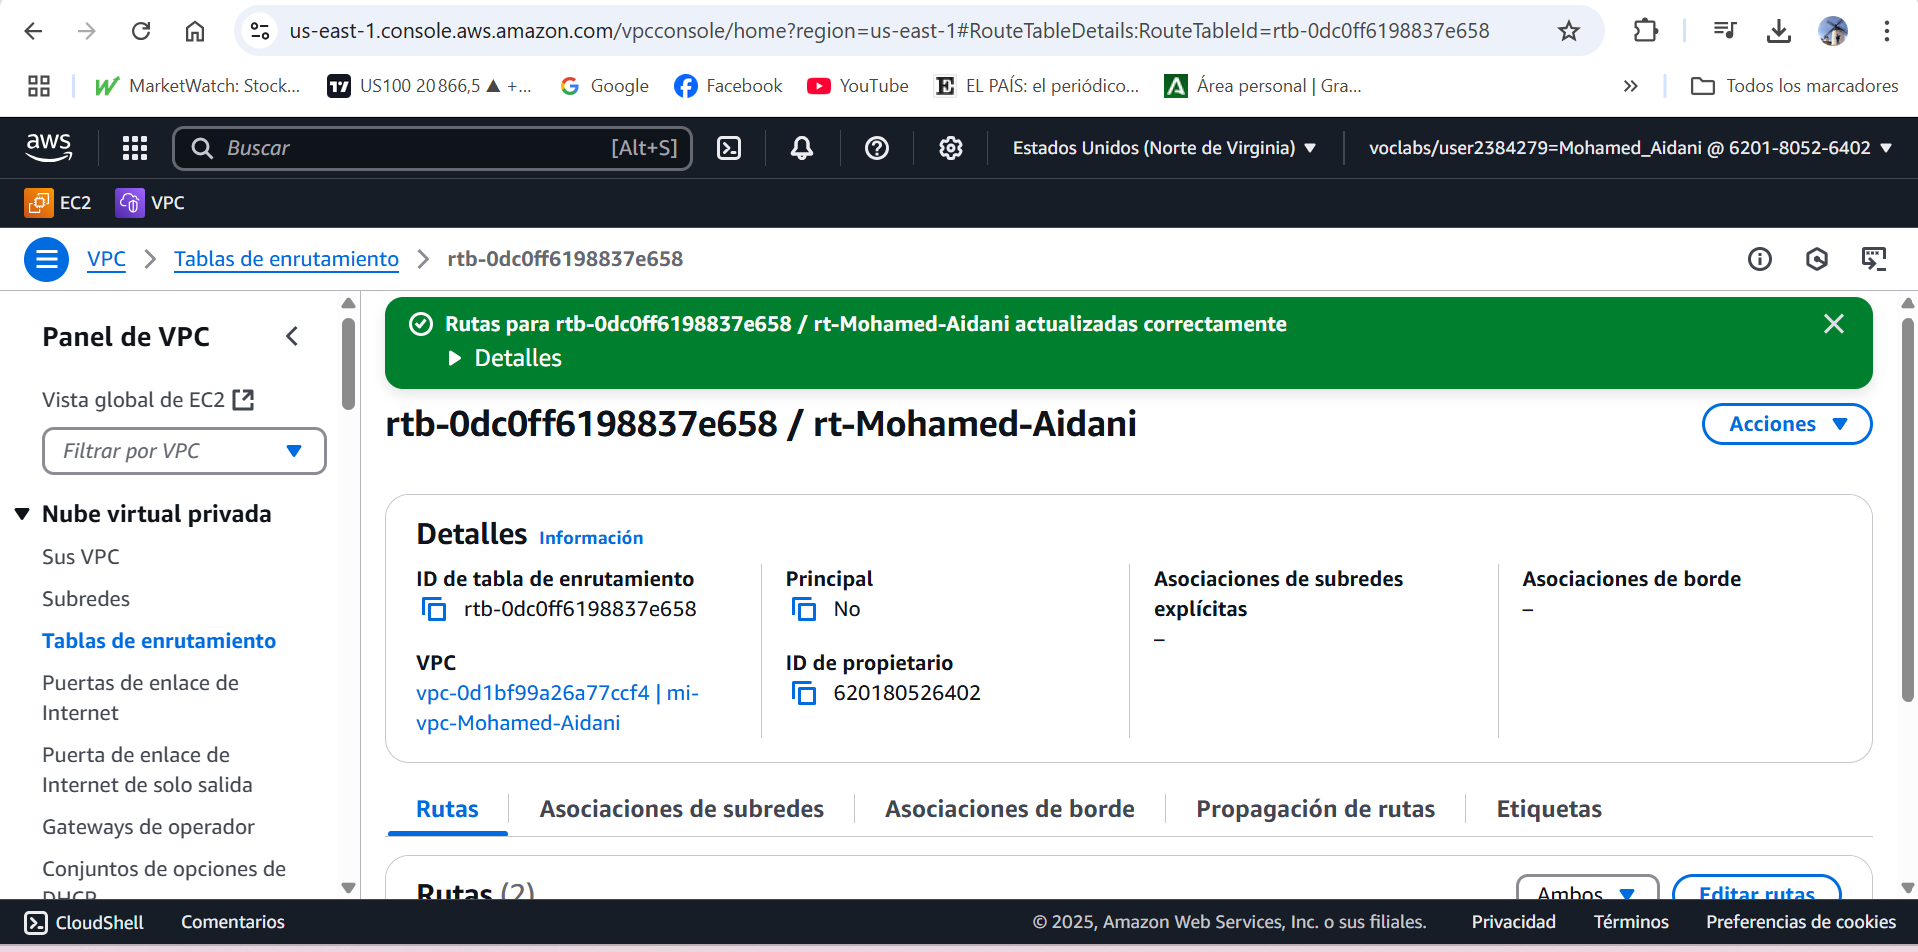 us-east-1.console.aws.amazon.com/vpcconsole/home?region=us-east-1#RouteTableDetails:RouteTableId=rtb-0dc0ff6198837e658
MarketWatch: Stock... US100 20 866,5 ▲ +... Google Facebook YouTube EL PAÍS: el periódico... Área personal | Gra... Todos los marcadores
aws Buscar [Alt+S] Estados Unidos (Norte de Virginia) voclabs/user2384279=Mohamed_Aidani @ 6201-8052-6402
EC2 VPC
VPC Tablas de enrutamiento rtb-0dc0ff6198837e658
Panel de VPC
Vista global de EC2
Filtrar por VPC
Nube virtual privada
Sus VPC
Subredes
Tablas de enrutamiento
Puertas de enlace de
Internet
Puerta de enlace de
Internet de solo salida
Gateways de operador
Conjuntos de opciones de
DHCP
Rutas para rtb-0dc0ff6198837e658 / rt-Mohamed-Aidani actualizadas correctamente
Detalles
rtb-0dc0ff6198837e658 / rt-Mohamed-Aidani
Acciones
Detalles Información
ID de tabla de enrutamiento
rtb-0dc0ff6198837e658
VPC
vpc-0d1bf99a26a77ccf4 | mi-
vpc-Mohamed-Aidani
Principal
No
ID de propietario
620180526402
Asociaciones de subredes
explícitas
–
Asociaciones de borde
–
Rutas Asociaciones de subredes Asociaciones de borde Propagación de rutas Etiquetas
Rutas (2) Ambos Editar rutas
CloudShell Comentarios © 2025, Amazon Web Services, Inc. o sus filiales. Privacidad Términos Preferencias de cookies